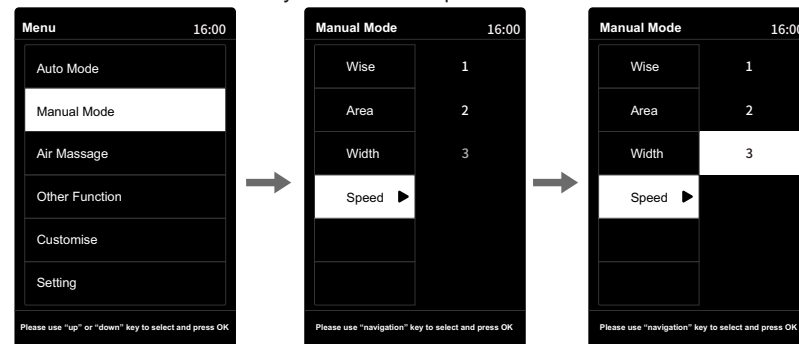 Menu 16:00
Auto Mode
Manual Mode
Air Massage
Other Function
Customise
Setting
Please use “up” or “down” key to select and press OK
Manual Mode 16:00
Wise 1
Area 2
Width 3
Speed
Please use “navigation” key to select and press OK
Manual Mode 16:00
Wise 1
Area 2
Width 3
Speed
Please use “navigation” key to select and press OK